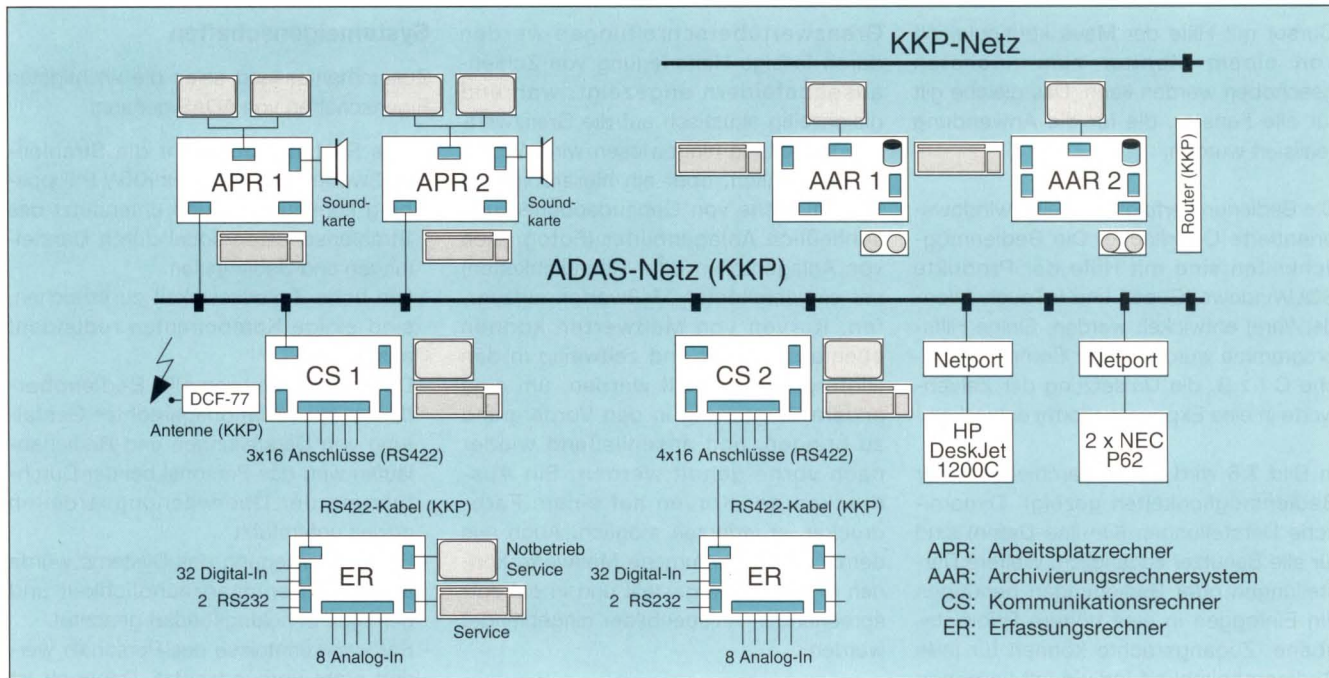 KKP-Netz
APR 1
Sound-
karte
APR 2
Sound-
karte
AAR 1
AAR 2
Router (KKP)
ADAS-Netz (KKP)
DCF-77
Antenne (KKP)
CS 1
3x16 Anschlüsse (RS422)
CS 2
4x16 Anschlüsse (RS422)
Netport
HP
DeskJet
1200C
Netport
2 x NEC
P62
RS422-Kabel (KKP)
32 Digital-In
2 RS232
ER
8 Analog-In
Notbetrieb
Service
Service
RS422-Kabel (KKP)
32 Digital-In
2 RS232
ER
8 Analog-In
APR: Arbeitsplatzrechner
AAR: Archivierungsrechnersystem
CS: Kommunikationsrechner
ER: Erfassungsrechner